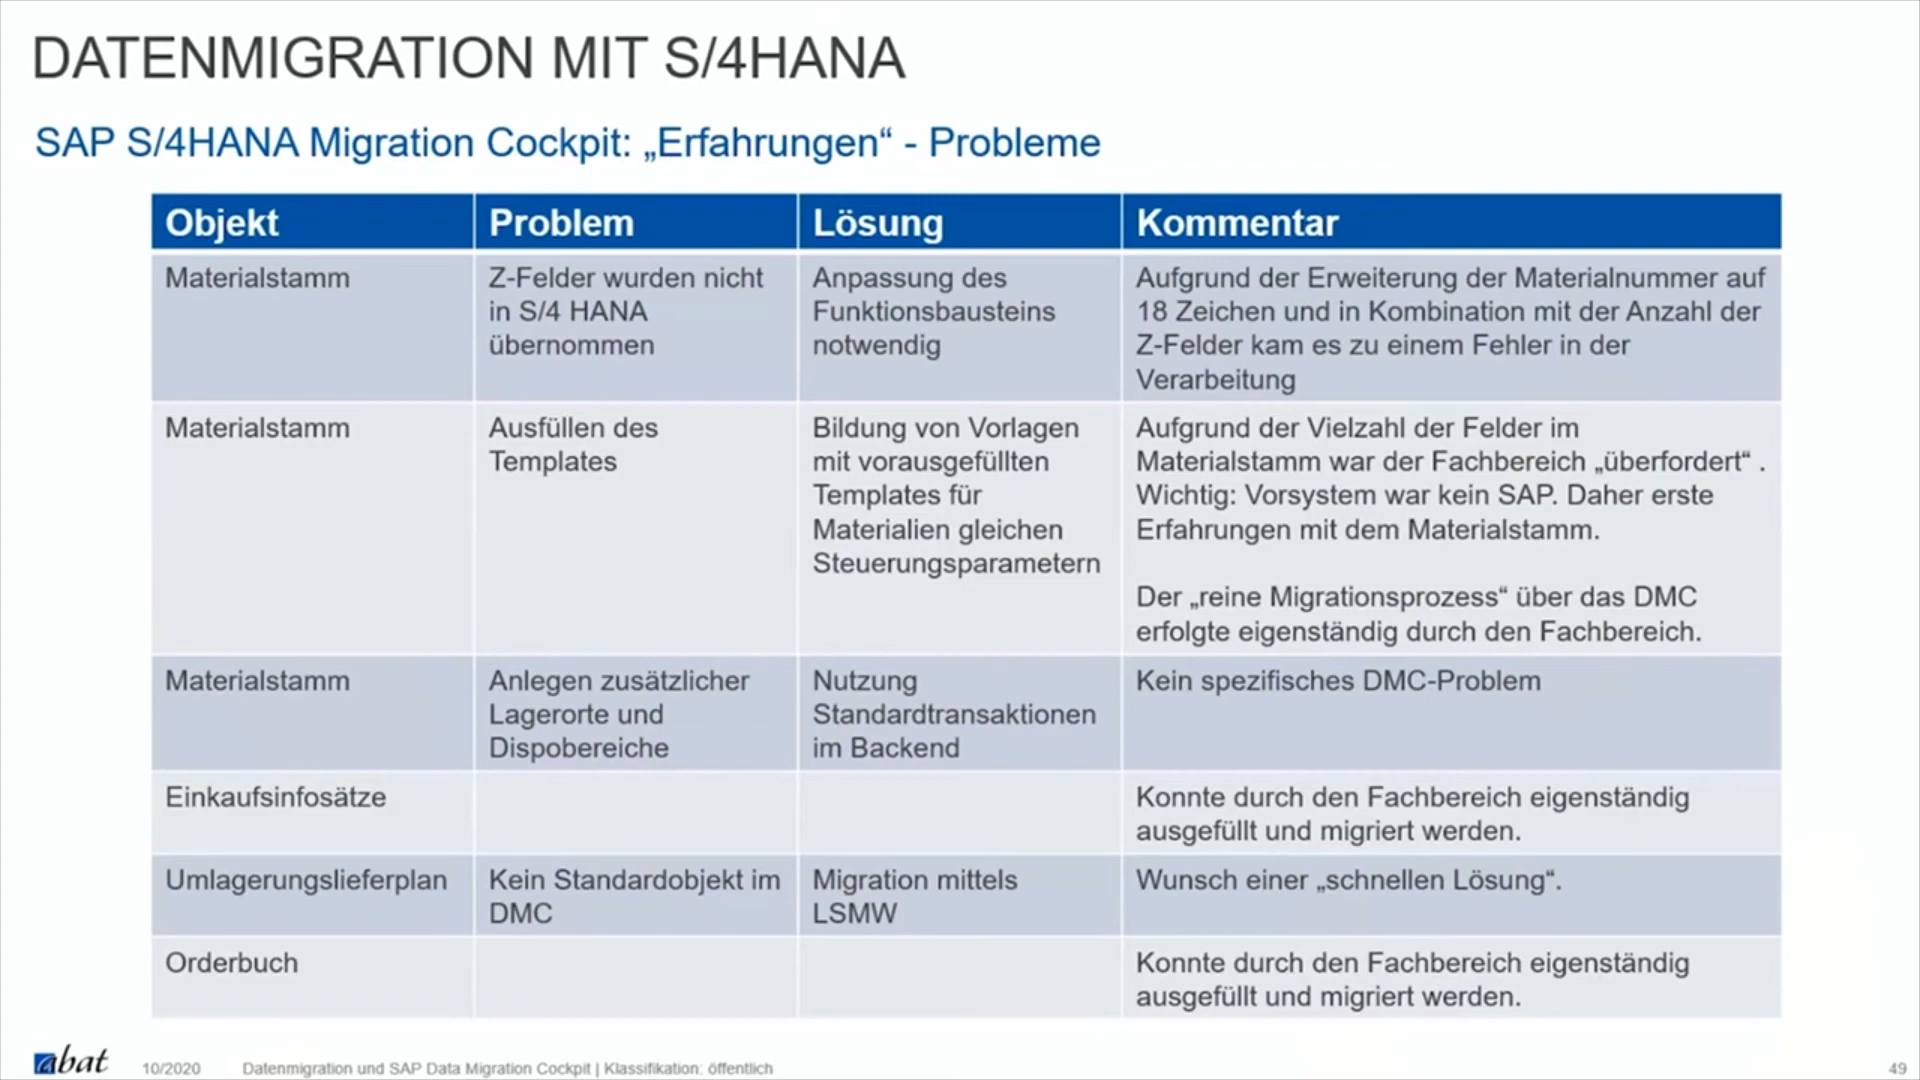 DATENMIGRATION MIT S/4HANA
SAP S/4HANA Migration Cockpit: „Erfahrungen“ - Probleme
Objekt
Problem
Lösung
Kommentar
Materialstamm
Z-Felder wurden nicht
in S/4 HANA
übernommen
Anpassung des
Funktionsbausteins
notwendig
Aufgrund der Erweiterung der Materialnummer auf
18 Zeichen und in Kombination mit der Anzahl der
Z-Felder kam es zu einem Fehler in der
Verarbeitung
Materialstamm
Ausfüllen des
Templates
Bildung von Vorlagen
mit vorausgefüllten
Templates für
Materialien gleichen
Steuerungsparametern
Aufgrund der Vielzahl der Felder im
Materialstamm war der Fachbereich „überfordert“ .
Wichtig: Vorsystem war kein SAP. Daher erste
Erfahrungen mit dem Materialstamm.
Der „reine Migrationsprozess“ über das DMC
erfolgte eigenständig durch den Fachbereich.
Materialstamm
Anlegen zusätzlicher
Lagerorte und
Dispobereiche
Nutzung
Standardtransaktionen
im Backend
Kein spezifisches DMC-Problem
Einkaufsinfosätze
Konnte durch den Fachbereich eigenständig
ausgefüllt und migriert werden.
Umlagerungslieferplan
Kein Standardobjekt im
DMC
Migration mittels
LSMW
Wunsch einer „schnellen Lösung“.
Orderbuch
Konnte durch den Fachbereich eigenständig
ausgefüllt und migriert werden.
abat
10/2020
Datenmigration und SAP Data Migration Cockpit | Klassifikation: öffentlich
49